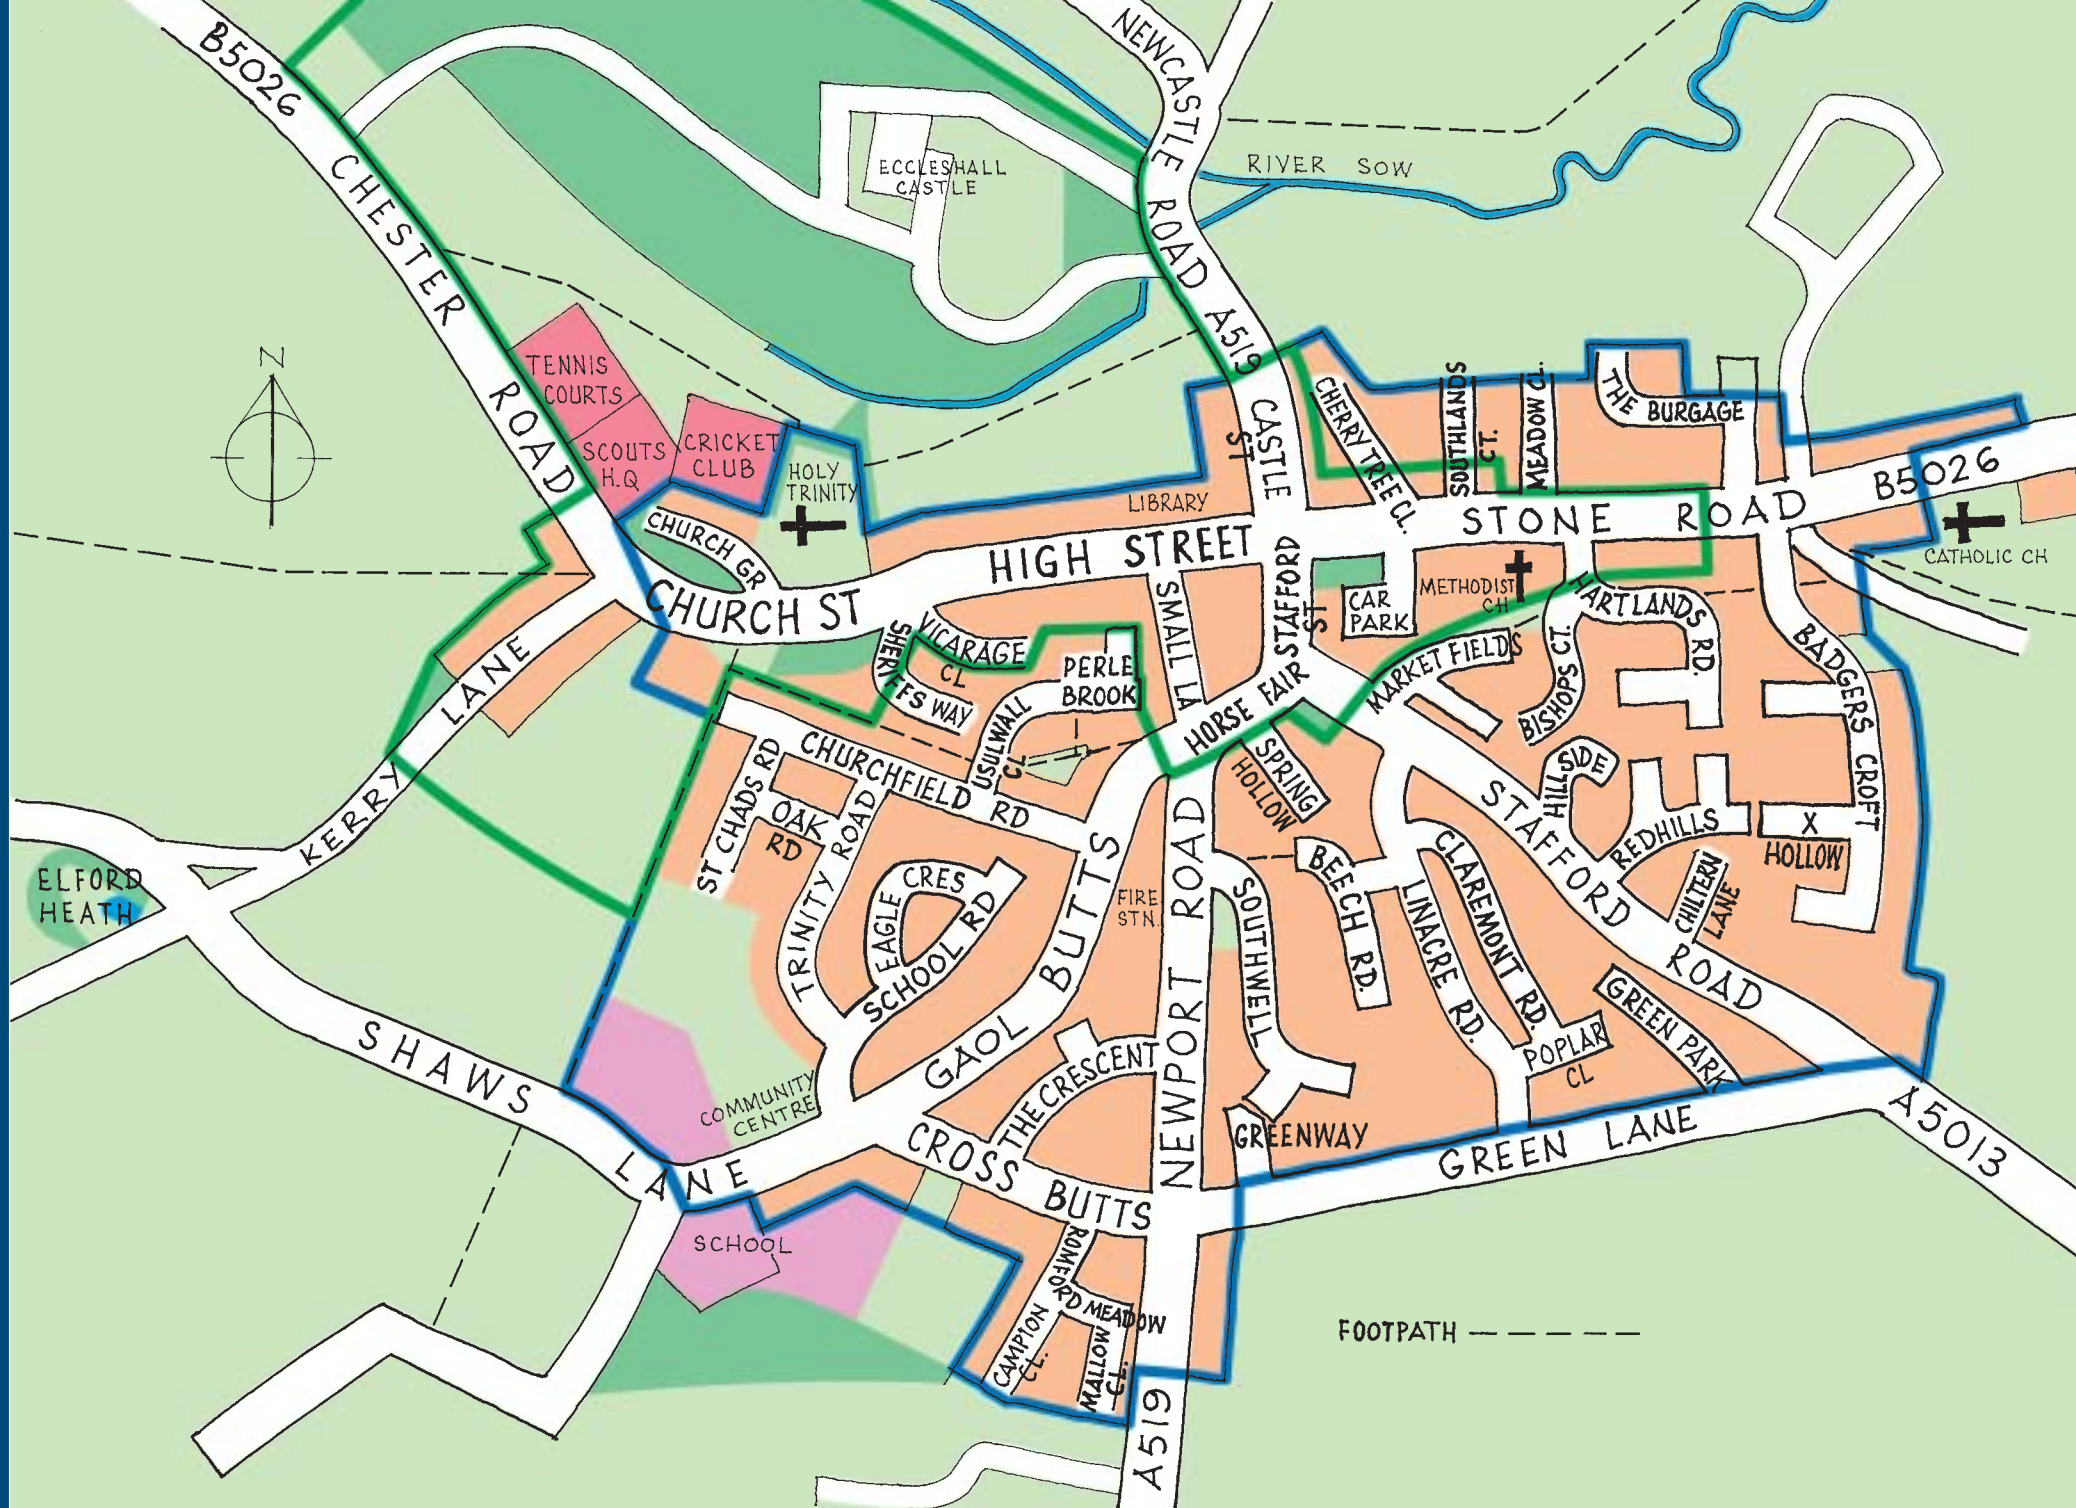 B5026
NEWCASTLE ROAD A519
CHESTER ROAD
ECCLESHALL
CASTLE
RIVER SOW
N
TENNIS
COURTS
SCOUTS
H.Q
CRICKET
CLUB
HOLY
TRINITY
CHURCH GR
LIBRARY
CASTLE
ST
CHERRY TREE CL.
SOUTHLANDS
CT.
MEADOW CL.
THE BURGAGE
HIGH STREET
STONE ROAD
B5026
CATHOLIC CH
CHURCH ST
SMALL LA
STAFFORD
ST
CAR
PARK
METHODIST
CH
HARTLANDS RD.
VICARAGE
CL
SHERIFFS WAY
PERLE
BROOK
USULWALL
CL
HORSE FAIR
MARKET FIELDS
BISHOPS CT.
BADGERS CROFT
KERRY LANE
CHURCHFIELD RD
ST CHADS RD
OAK
RD
TRINITY ROAD
SPRING
HOLLOW
HILLSIDE
STAFFORD ROAD
REDHILLS
X
HOLLOW
CHILTERN
LANE
ELFORD
HEATH
EAGLE CRES
SCHOOL RD
FIRE
STN.
GAOL BUTTS
NEWPORT ROAD
SOUTHWELL
BEECH RD.
LINACRE RD.
CLAREMONT RD.
POPLAR
CL
GREEN PARK
SHAWS LANE
COMMUNITY
CENTRE
THE CRESCENT
CROSS BUTTS
GREENWAY
GREEN LANE
A5013
SCHOOL
ROMFORD MEADOW
CAMPION
CL.
MALLOW
CL.
FOOTPATH
A519